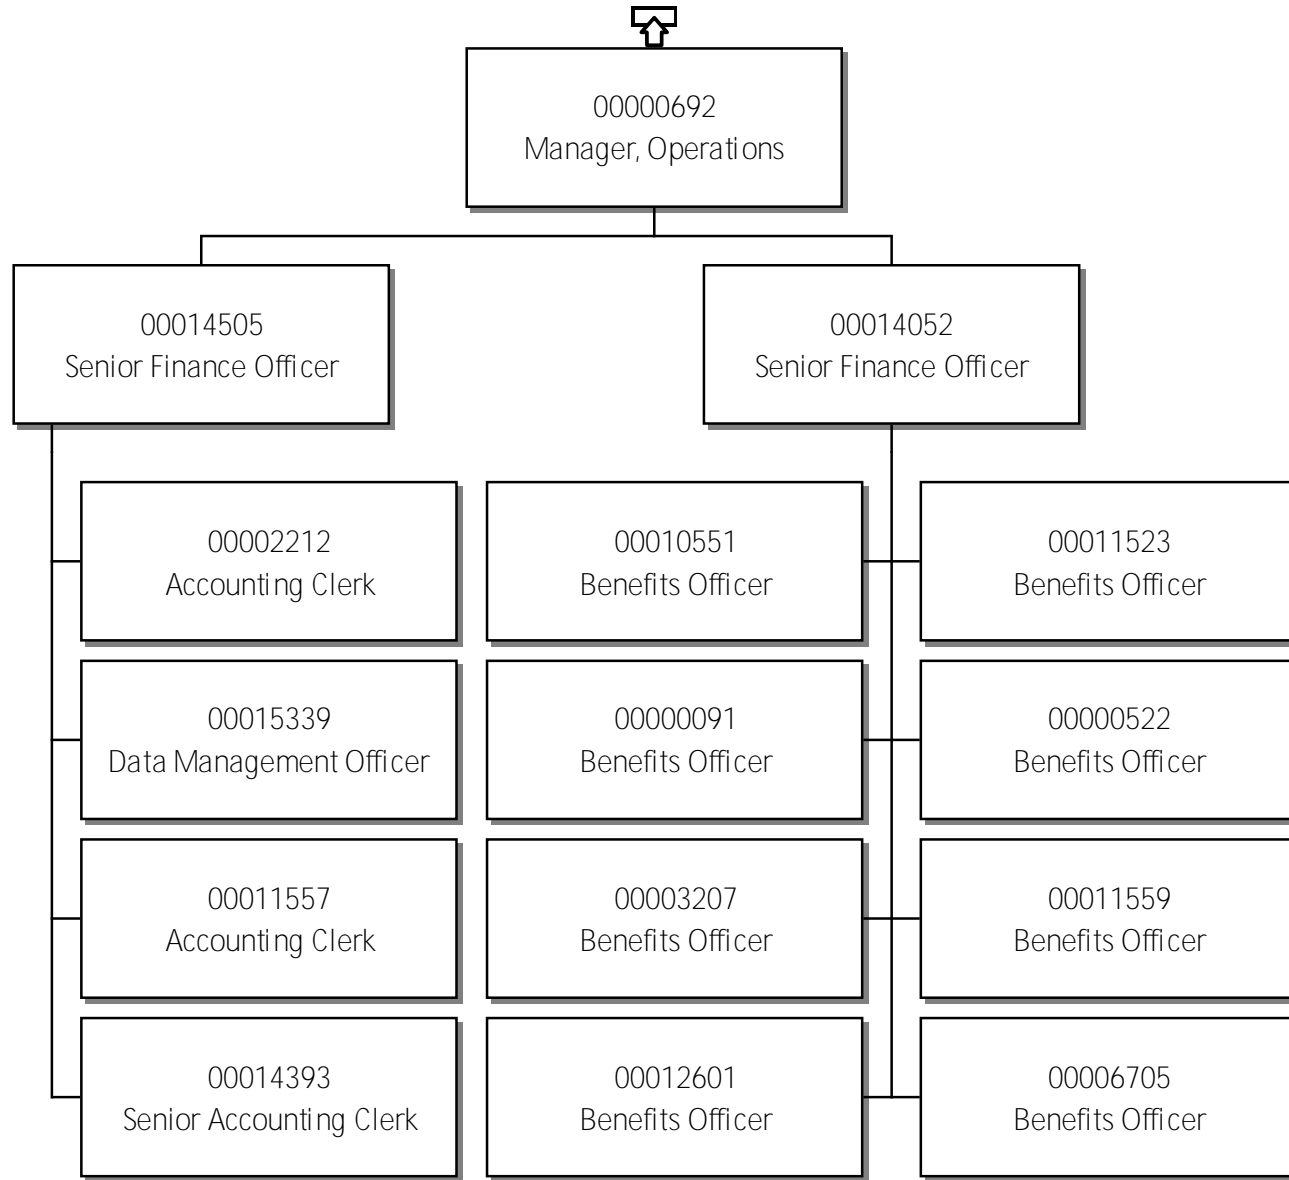 00000692
Manager, Operations
00014505
Senior Finance Officer
00014052
Senior Finance Officer
00002212
Accounting Clerk
00010551
Benefits Officer
00011523
Benefits Officer
00015339
Data Management Officer
00000091
Benefits Officer
00000522
Benefits Officer
00011557
Accounting Clerk
00003207
Benefits Officer
00011559
Benefits Officer
00014393
Senior Accounting Clerk
00012601
Benefits Officer
00006705
Benefits Officer